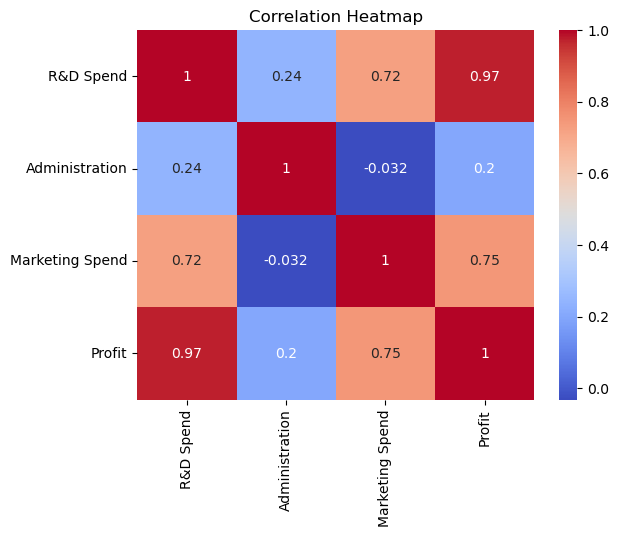 Correlation Heatmap
R&D Spend 1 0.24 0.72 0.97
Administration 0.24 1 -0.032 0.2
Marketing Spend 0.72 -0.032 1 0.75
Profit 0.97 0.2 0.75 1
R&D Spend
Administration
Marketing Spend
Profit
1.0
0.8
0.6
0.4
0.2
0.0